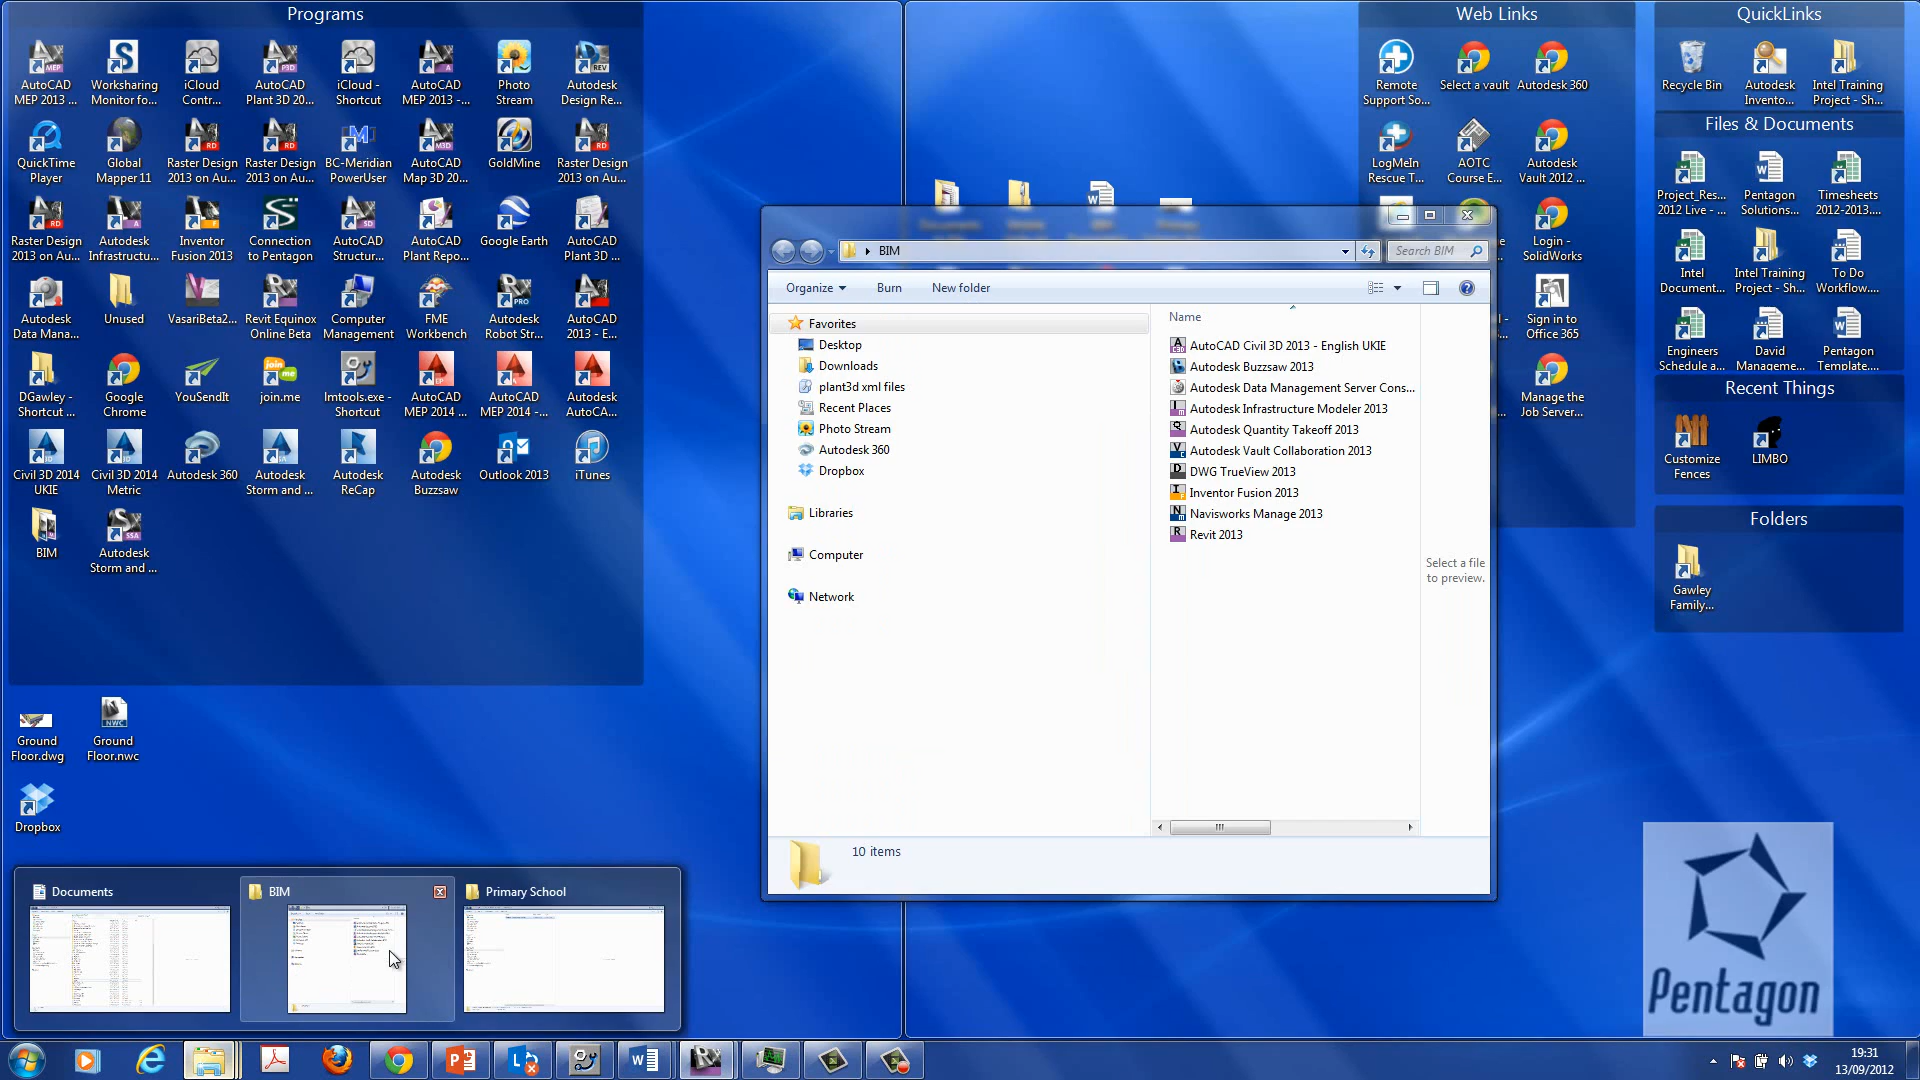 Programs
AutoCAD MEP 2013 ...
Worksharing Monitor fo...
iCloud Contr...
AutoCAD Plant 3D 20...
iCloud - Shortcut
AutoCAD MEP 2013 -...
Photo Stream
Autodesk Design Re...
QuickTime Player
Global Mapper 11
Raster Design 2013 on Au...
Raster Design 2013 on Au...
BC-Meridian PowerUser
AutoCAD Map 3D 20...
GoldMine
Raster Design 2013 on Au...
Raster Design 2013 on Au...
Autodesk Infrastructu...
Inventor Fusion 2013
Connection to Pentagon
AutoCAD Structur...
AutoCAD Plant Repo...
Google Earth
AutoCAD Plant 3D ...
Autodesk Data Mana...
Unused
VasariBeta2...
Revit Equinox Online Beta
Computer Management
FME Workbench
Autodesk Robot Str...
AutoCAD 2013 - E...
DGawley - Shortcut ...
Google Chrome
YouSendIt
join.me
lmtools.exe - Shortcut
AutoCAD MEP 2014 ...
AutoCAD MEP 2014 -...
Autodesk AutoCA...
Civil 3D 2014 UKIE
Civil 3D 2014 Metric
Autodesk 360
Autodesk Storm and ...
Autodesk ReCap
Autodesk Buzzsaw
Outlook 2013
iTunes
BIM
Autodesk Storm and ...
Ground Floor.dwg
Ground Floor.nwc
Dropbox
Web Links
Remote Support So...
Select a vault
Autodesk 360
LogMeIn Rescue T...
AOTC Course E...
Autodesk Vault 2012 ...
Login - SolidWorks
Sign in to Office 365
Manage the Job Server...
QuickLinks
Recycle Bin
Autodesk Invento...
Intel Training Project - Sh...
Files & Documents
Project_Res... 2012 Live - ...
Pentagon Solutions...
Timesheets 2012-2013....
Intel Document...
Intel Training Project - Sh...
To Do Workflow....
Engineers Schedule a...
David Manageme...
Pentagon Template....
Recent Things
Customize Fences
LIMBO
Folders
Gawley Family...
BIM
Search BIM
Organize
Burn
New folder
Favorites
Desktop
Downloads
plant3d xml files
Recent Places
Photo Stream
Autodesk 360
Dropbox
Libraries
Computer
Network
Name
AutoCAD Civil 3D 2013 - English UKIE
Autodesk Buzzsaw 2013
Autodesk Data Management Server Cons...
Autodesk Infrastructure Modeler 2013
Autodesk Quantity Takeoff 2013
Autodesk Vault Collaboration 2013
DWG TrueView 2013
Inventor Fusion 2013
Navisworks Manage 2013
Revit 2013
Select a file
to preview.
10 items
Documents
BIM
Primary School
Pentagon
19:31
13/09/2012